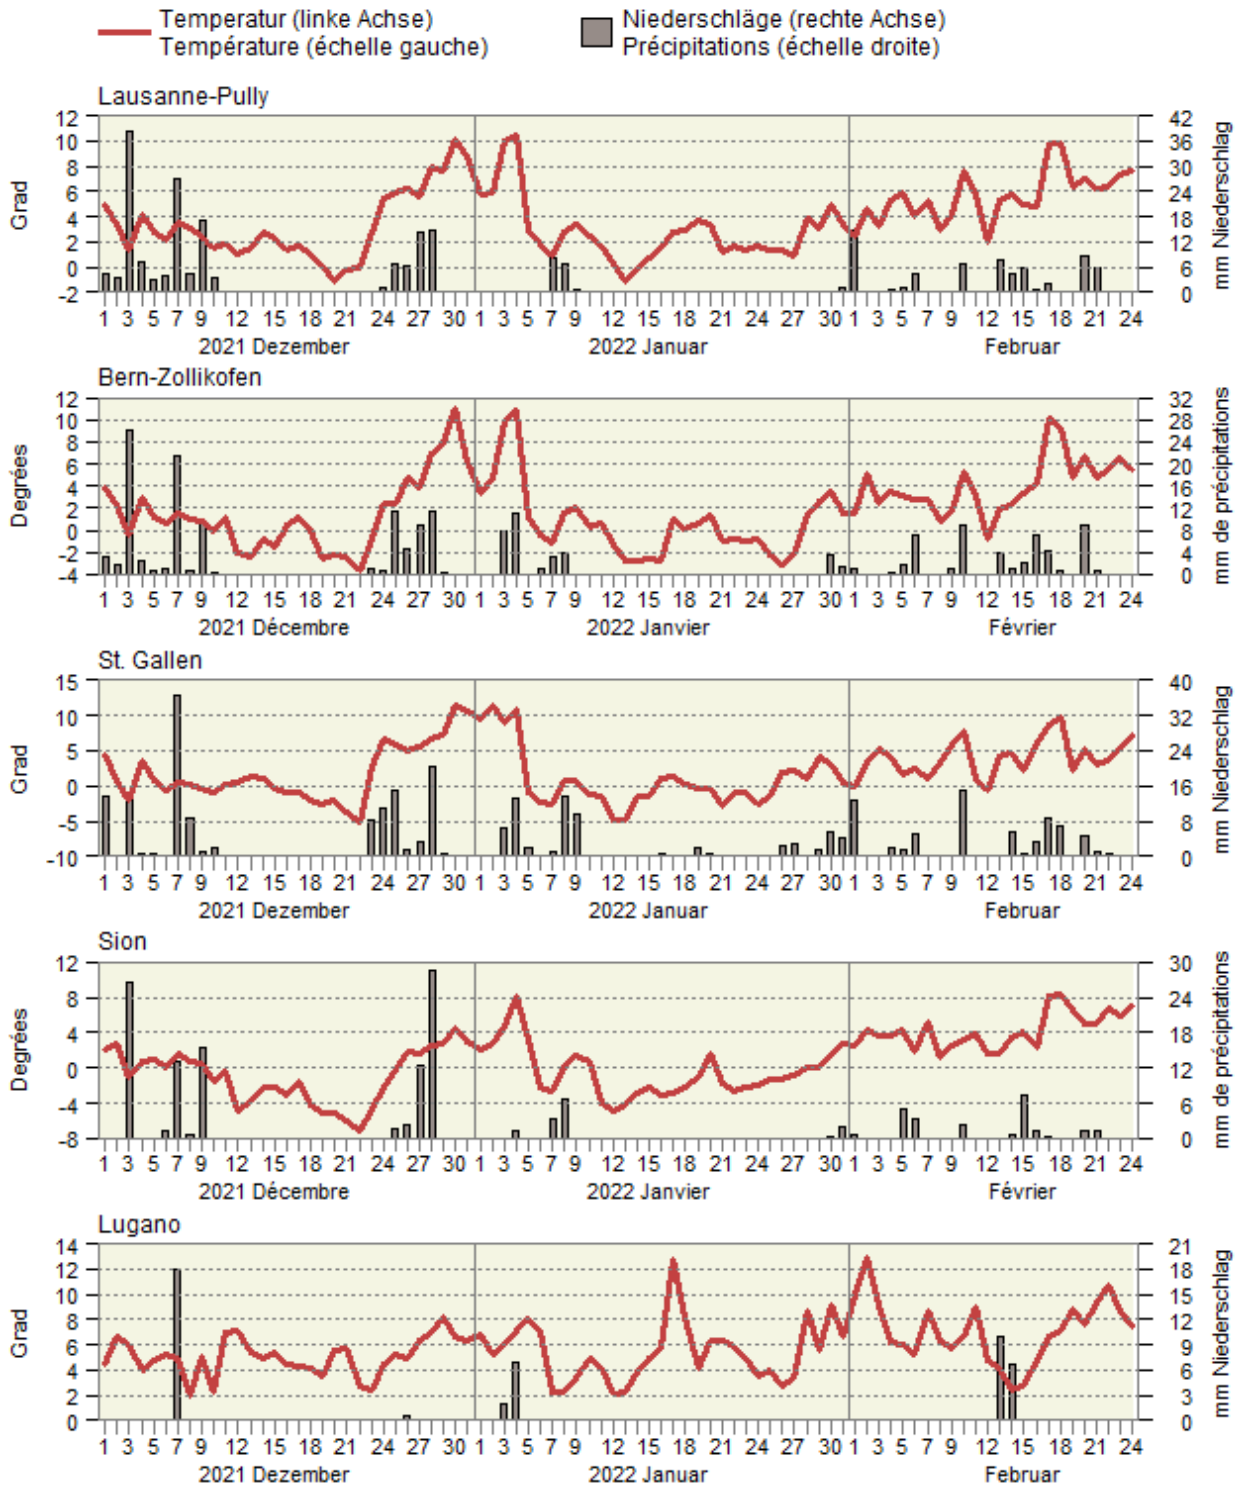 Temperatur (linke Achse)
Température (échelle gauche)
Niederschläge (rechte Achse)
Précipitations (échelle droite)
Lausanne-Pully
12 10 8 6 4 2 0 -2
Grad
42 36 30 24 18 12 6 0
mm Niederschlag
1 3 5 7 9 12 15 18 21 24 27 30 1 3 5 7 9 12 15 18 21 24 27 30 1 3 5 7 9 12 15 18 21 24
2021 Dezember 2022 Januar Februar
Bern-Zollikofen
12 10 8 6 4 2 0 -2 -4
Degrées
32 28 24 20 16 12 8 4 0
mm de précipitations
1 3 5 7 9 12 15 18 21 24 27 30 1 3 5 7 9 12 15 18 21 24 27 30 1 3 5 7 9 12 15 18 21 24
2021 Décembre 2022 Janvier Février
St. Gallen
15 10 5 0 -5 -10
Grad
40 32 24 16 8 0
mm Niederschlag
1 3 5 7 9 12 15 18 21 24 27 30 1 3 5 7 9 12 15 18 21 24 27 30 1 3 5 7 9 12 15 18 21 24
2021 Dezember 2022 Januar Februar
Sion
12 8 4 0 -4 -8
Degrées
30 24 18 12 6 0
mm de précipitations
1 3 5 7 9 12 15 18 21 24 27 30 1 3 5 7 9 12 15 18 21 24 27 30 1 3 5 7 9 12 15 18 21 24
2021 Décembre 2022 Janvier Février
Lugano
14 12 10 8 6 4 2 0
Grad
21 18 15 12 9 6 3 0
mm Niederschlag
1 3 5 7 9 12 15 18 21 24 27 30 1 3 5 7 9 12 15 18 21 24 27 30 1 3 5 7 9 12 15 18 21 24
2021 Dezember 2022 Januar Februar